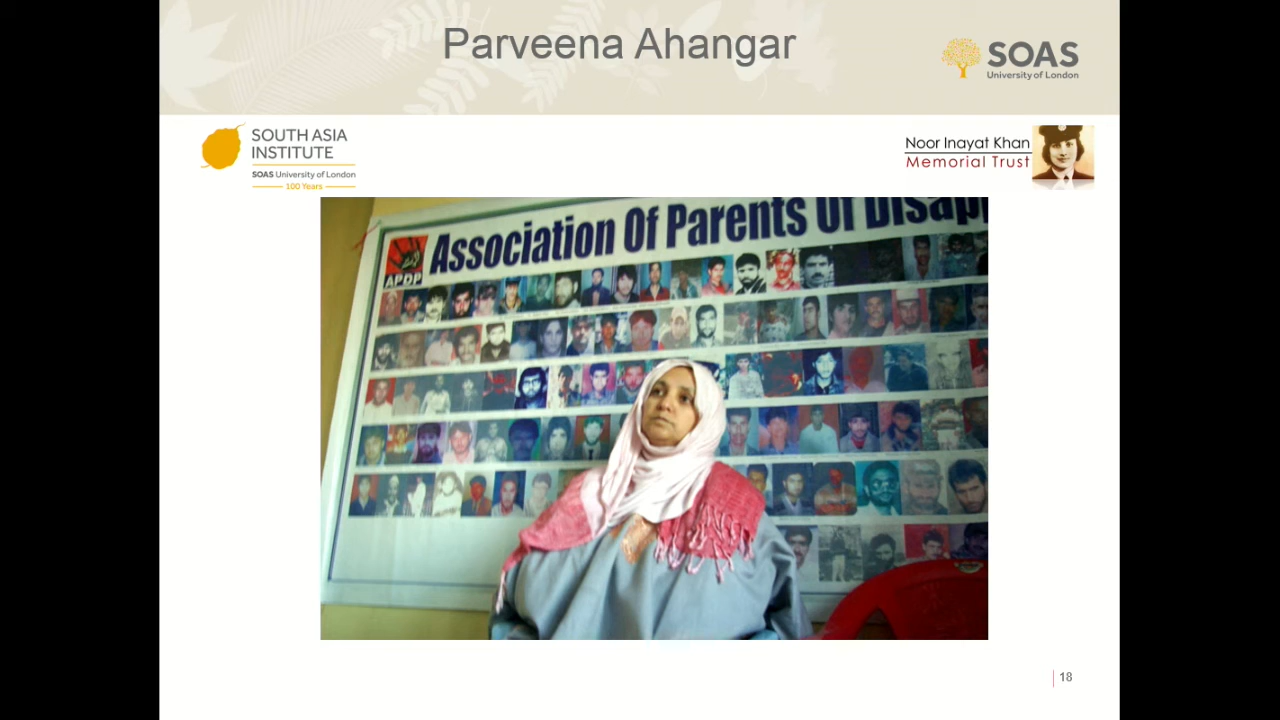 Parveena Ahangar
SOAS
University of London
SOUTH ASIA
INSTITUTE
SOAS University of London
100 Years
Noor Inayat Khan
Memorial Trust
Association Of Parents Of Disapp
APDP
18